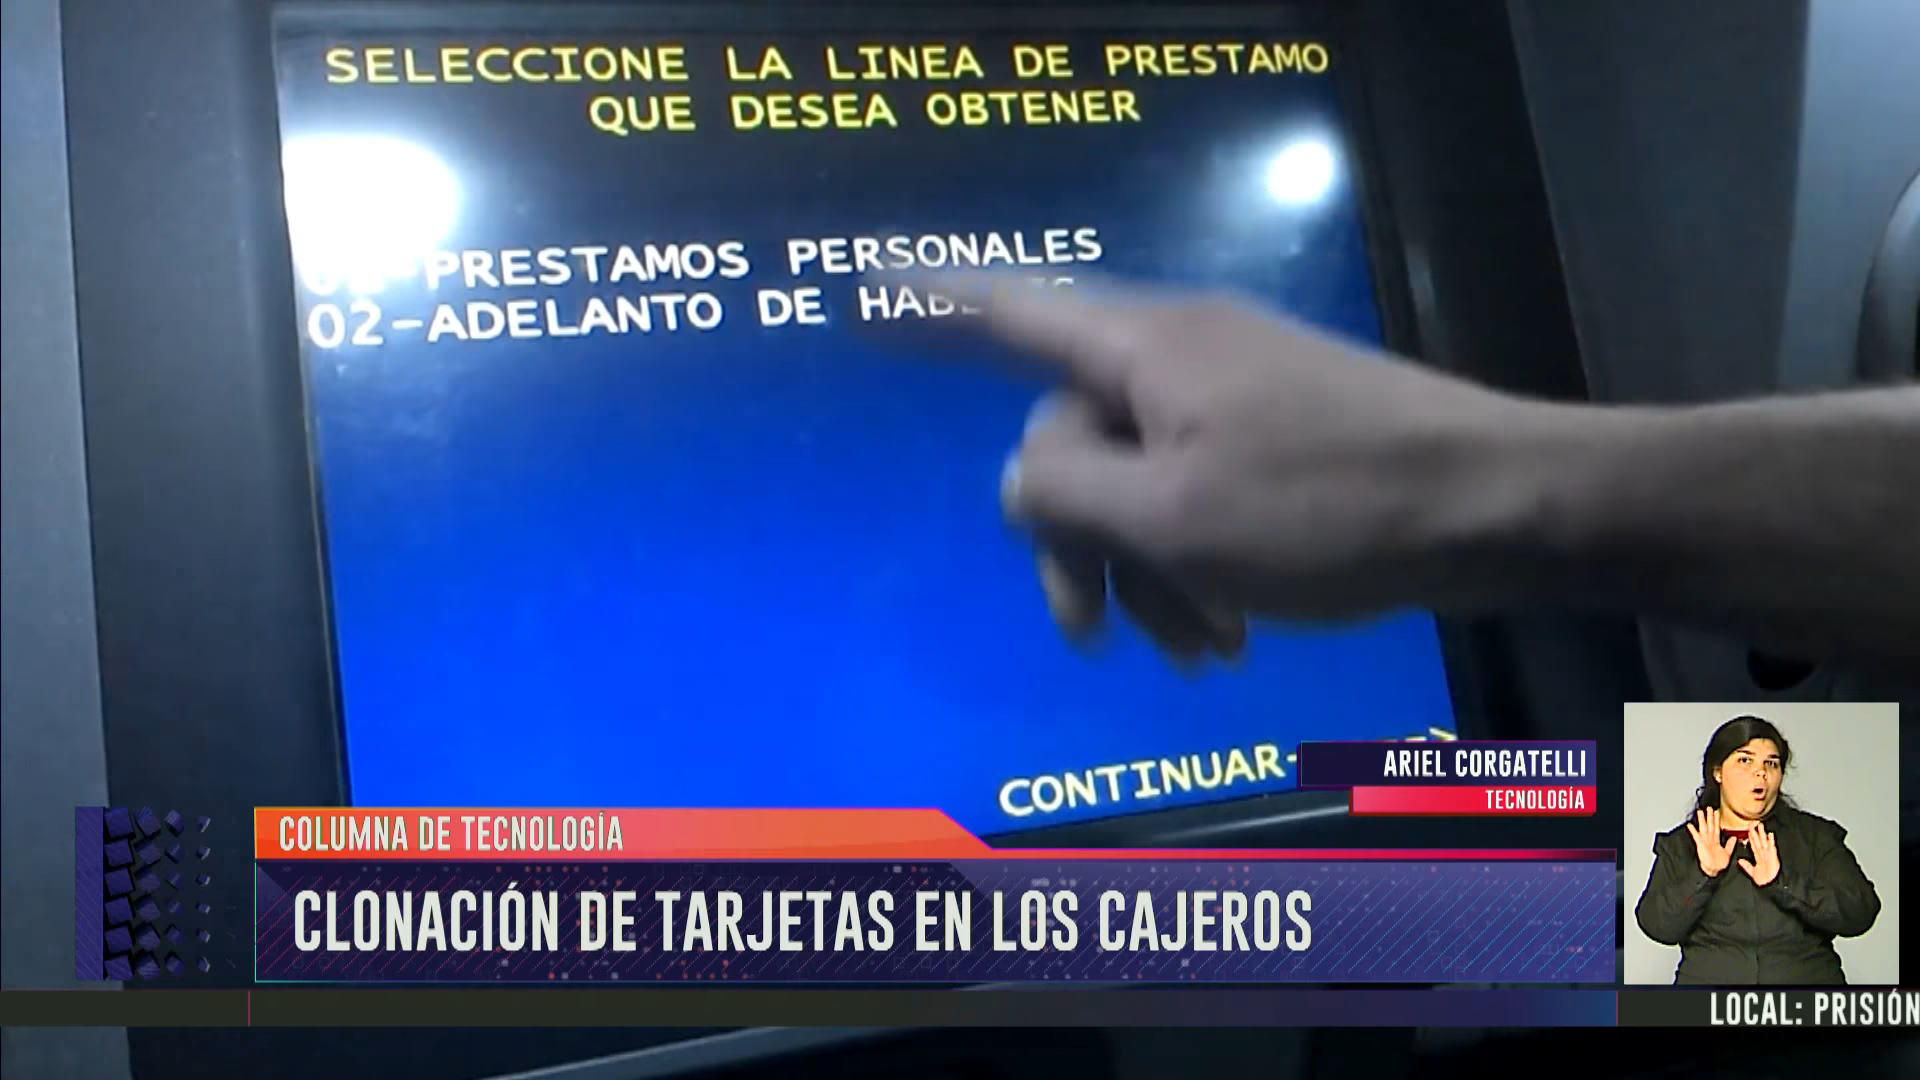 SELECCIONE LA LINEA DE PRESTAMO
QUE DESEA OBTENER
PRESTAMOS PERSONALES
02-ADELANTO DE
CONTINUAR-
ARIEL CORGATELLI
TECNOLOGÍA
COLUMNA DE TECNOLOGÍA
CLONACIÓN DE TARJETAS EN LOS CAJEROS
LOCAL: PRISIÓN